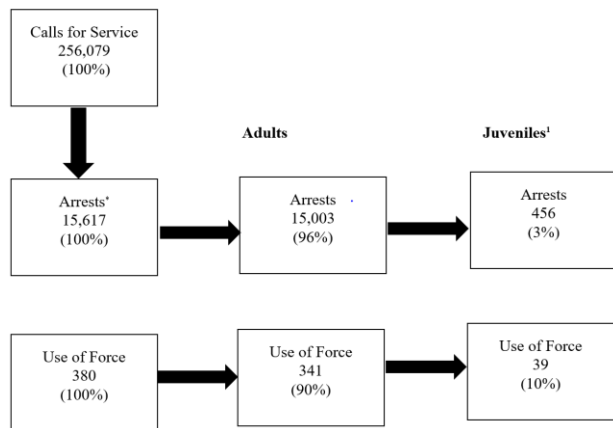 Calls for Service
256,079
(100%)
Adults
Juveniles¹
Arrests*
15,617
(100%)
Arrests
15,003
(96%)
Arrests
456
(3%)
Use of Force
380
(100%)
Use of Force
341
(90%)
Use of Force
39
(10%)